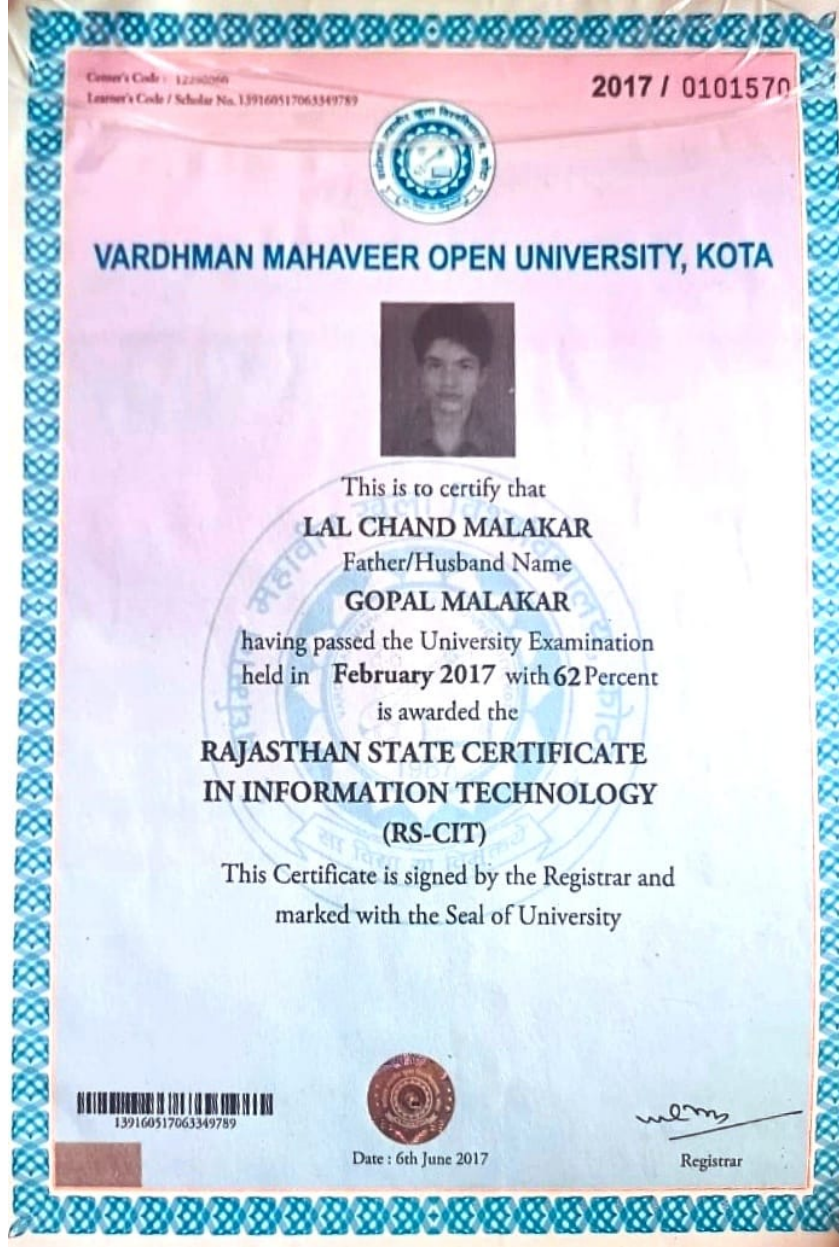 Center's Code : 12290060
Learner's Code / Scholar No. 139160517063349789
2017 / 0101570
VARDHMAN MAHAVEER OPEN UNIVERSITY, KOTA
This is to certify that
LAL CHAND MALAKAR
Father/Husband Name
GOPAL MALAKAR
having passed the University Examination
held in February 2017 with 62 Percent
is awarded the
RAJASTHAN STATE CERTIFICATE
IN INFORMATION TECHNOLOGY
(RS-CIT)
This Certificate is signed by the Registrar and
marked with the Seal of University
139160517063349789
Date : 6th June 2017
Registrar